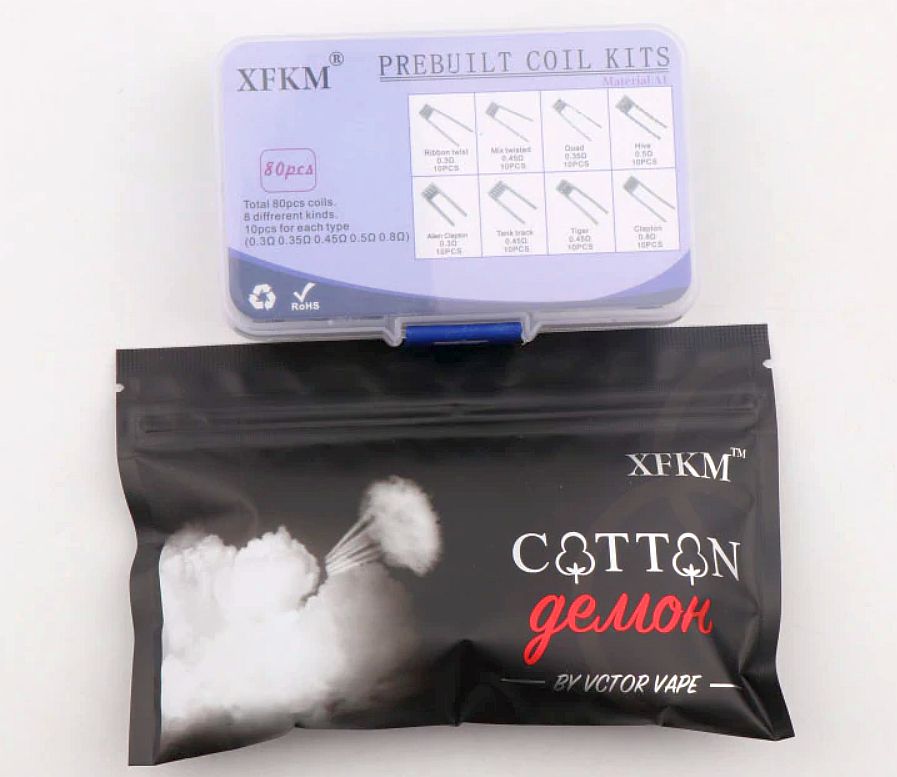 XFKM®
PREBUILT COIL KITS
Material A1
Ribbon twist
0.3Ω
10PCS
Mix twisted
0.45Ω
10PCS
Quad
0.35Ω
10PCS
Hive
0.5Ω
10PCS
80pcs
Total 80pcs coils.
8 diffrerent kinds.
10pcs for each type
(0.3Ω 0.35Ω 0.45Ω 0.5Ω 0.8Ω)
Alien Clapton
0.3Ω
10PCS
Tank track
0.45Ω
10PCS
Tiger
0.45Ω
10PCS
Clapton
0.8Ω
10PCS
RoHS
XFKM™
COTTON
демон
BY VCTOR VAPE